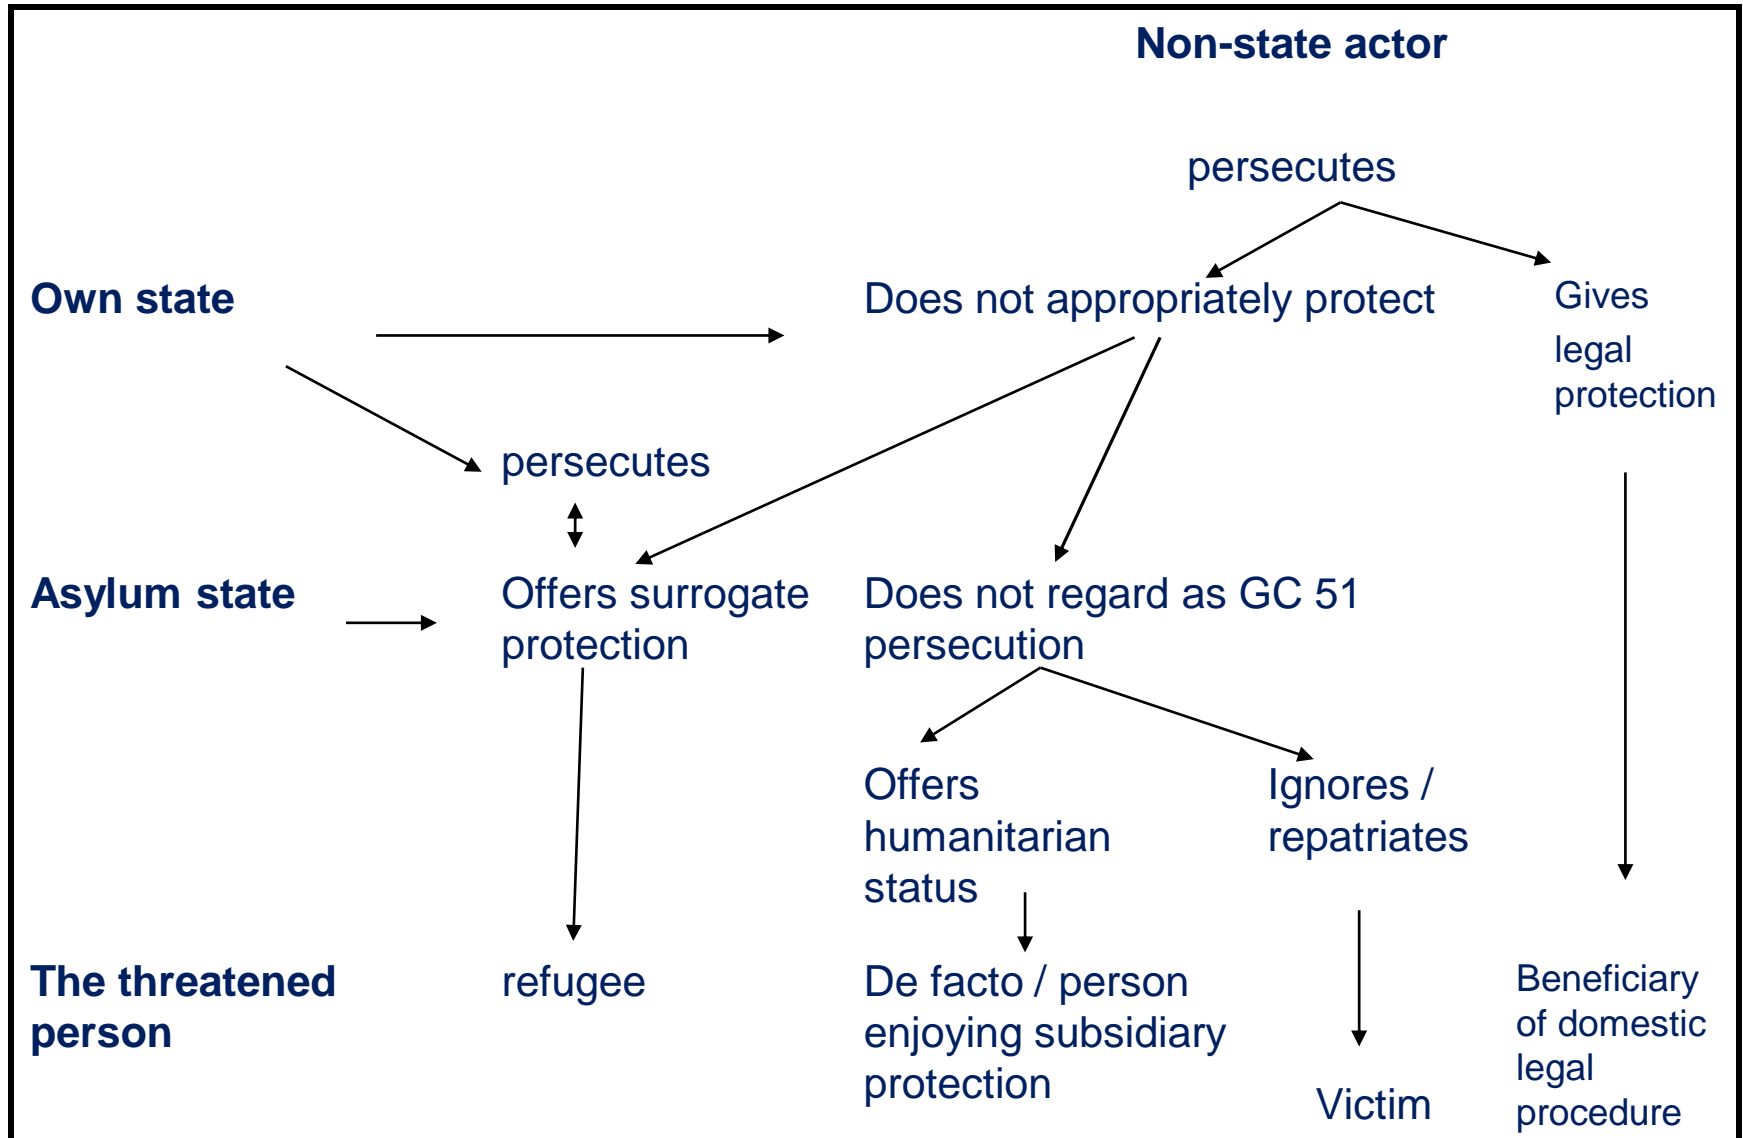 Non-state actor
persecutes
Own state
Does not appropriately protect
Gives
legal
protection
persecutes
Asylum state
Offers surrogate
protection
Does not regard as GC 51
persecution
Offers
humanitarian
status
Ignores /
repatriates
The threatened
person
refugee
De facto / person
enjoying subsidiary
protection
Victim
Beneficiary
of domestic
legal
procedure